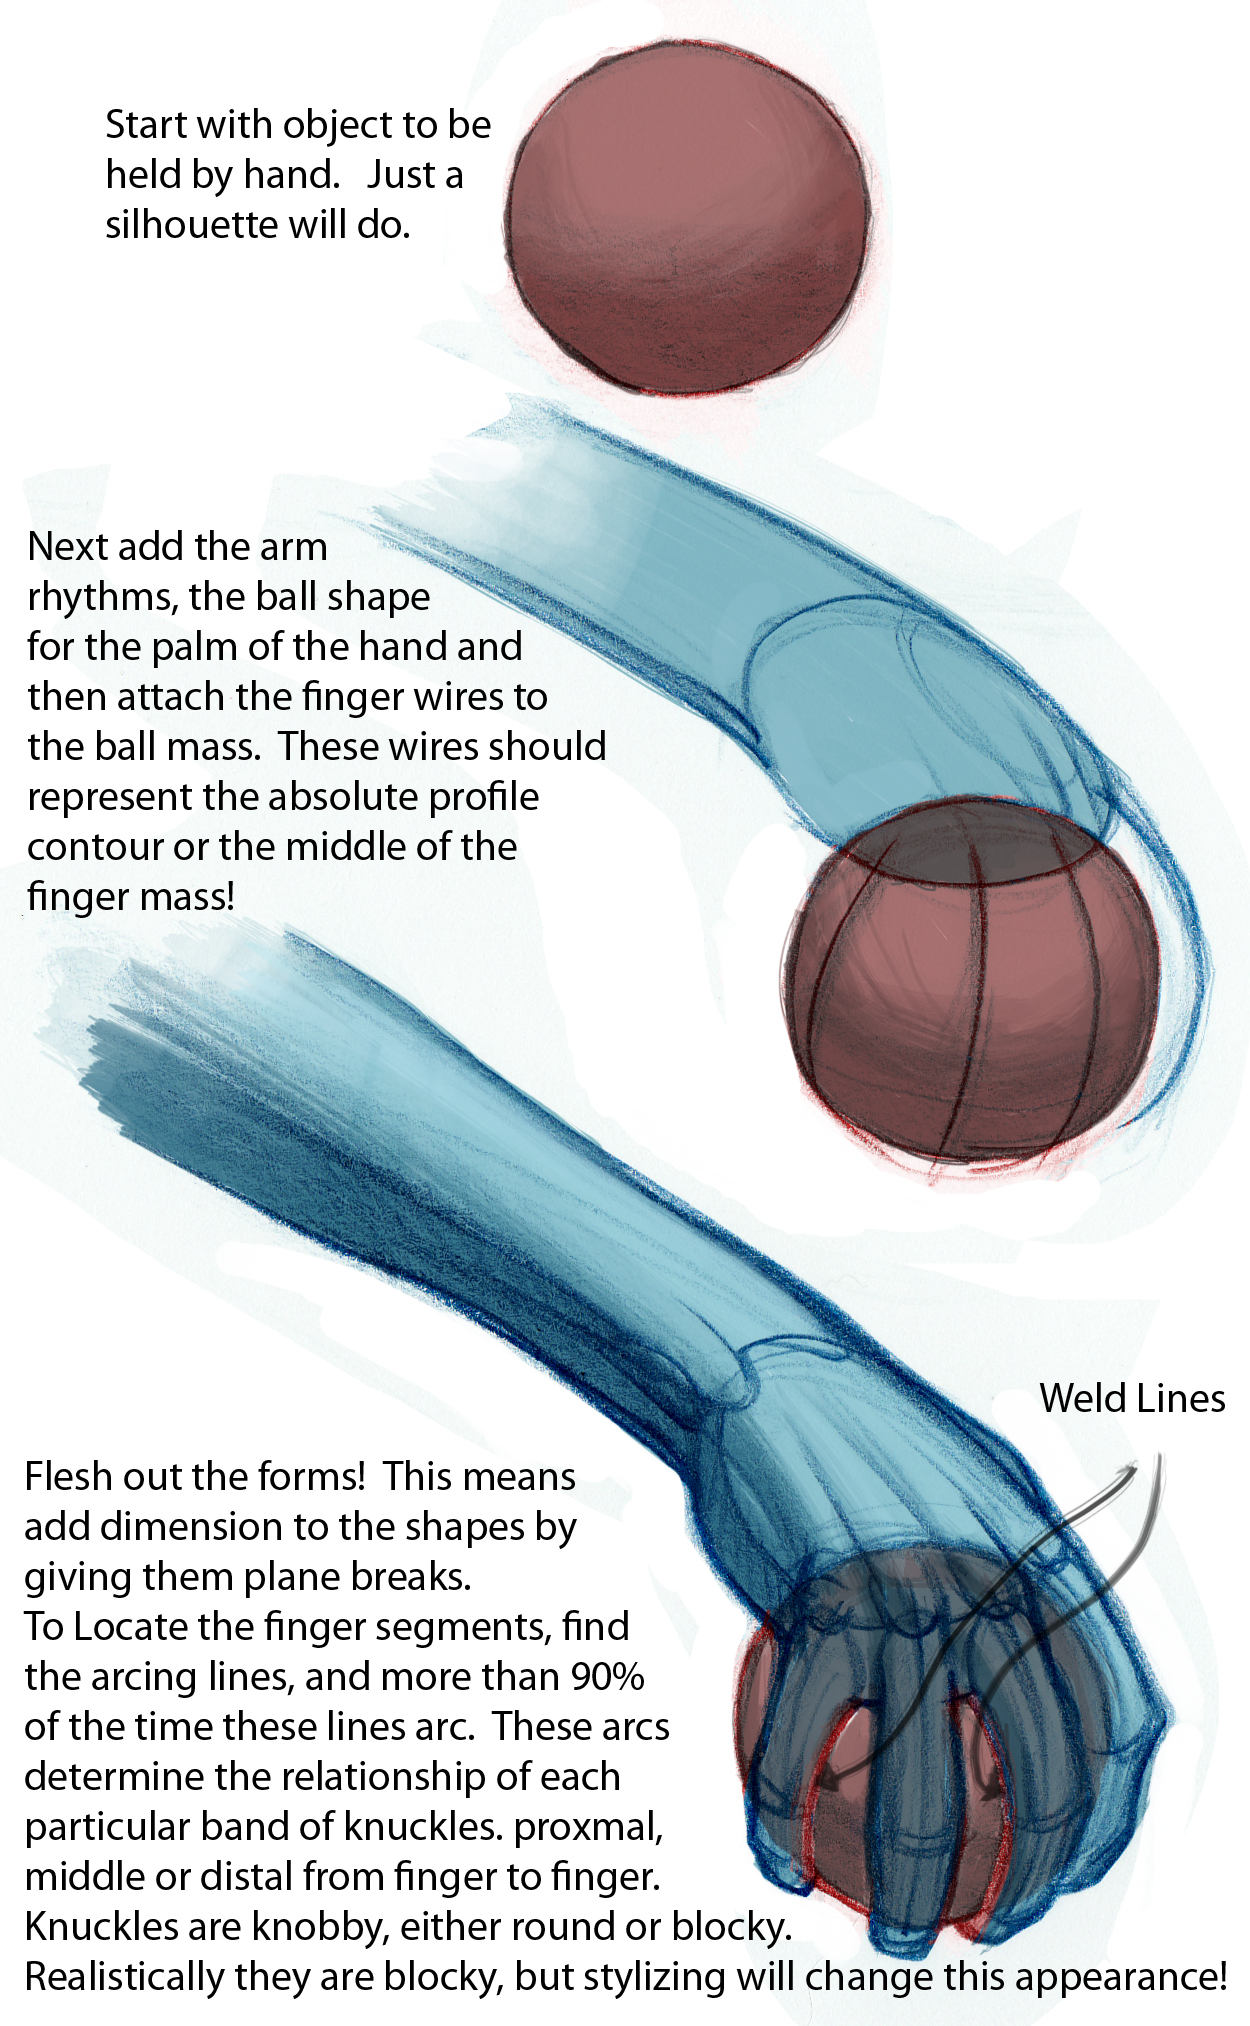 Start with object to be
held by hand.   Just a
silhouette will do.
Next add the arm
rhythms, the ball shape
for the palm of the hand and
then attach the finger wires to
the ball mass.  These wires should
represent the absolute profile
contour or the middle of the
finger mass!
Weld Lines
Flesh out the forms!  This means
add dimension to the shapes by
giving them plane breaks.
To Locate the finger segments, find
the arcing lines, and more than 90%
of the time these lines arc.  These arcs
determine the relationship of each
particular band of knuckles. proxmal,
middle or distal from finger to finger.
Knuckles are knobby, either round or blocky.
Realistically they are blocky, but stylizing will change this appearance!